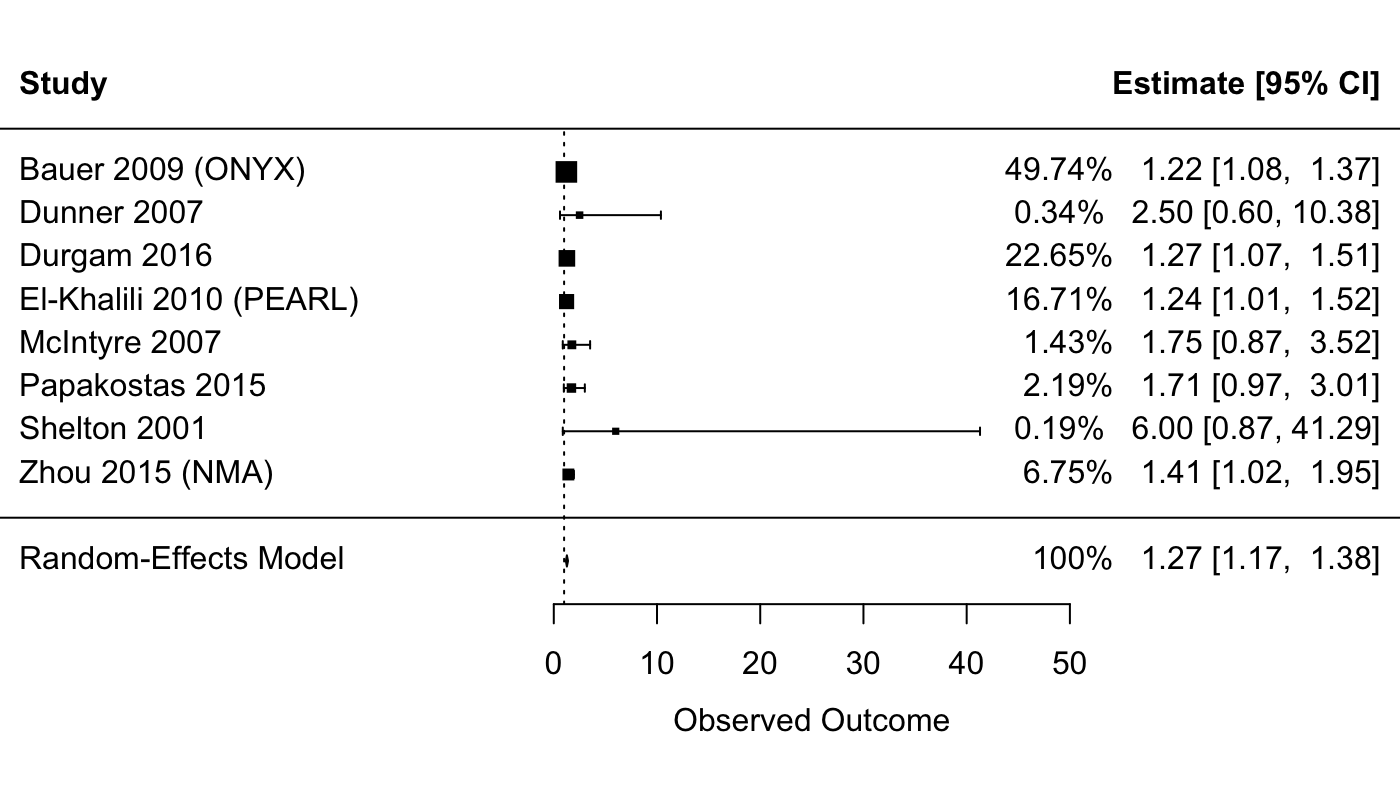 Study Estimate [95% CI]
Bauer 2009 (ONYX) 49.74% 1.22 [1.08, 1.37]
Dunner 2007 0.34% 2.50 [0.60, 10.38]
Durgam 2016 22.65% 1.27 [1.07, 1.51]
El-Khalili 2010 (PEARL) 16.71% 1.24 [1.01, 1.52]
McIntyre 2007 1.43% 1.75 [0.87, 3.52]
Papakostas 2015 2.19% 1.71 [0.97, 3.01]
Shelton 2001 0.19% 6.00 [0.87, 41.29]
Zhou 2015 (NMA) 6.75% 1.41 [1.02, 1.95]
Random-Effects Model 100% 1.27 [1.17, 1.38]
0 10 20 30 40 50
Observed Outcome